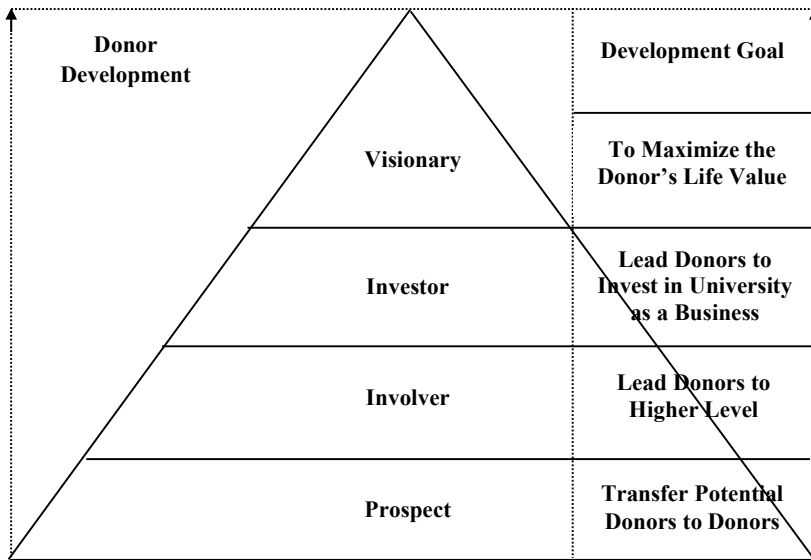 Donor
Development
Development Goal
Visionary
To Maximize the
Donor's Life Value
Investor
Lead Donors to
Invest in University
as a Business
Involver
Lead Donors to
Higher Level
Prospect
Transfer Potential
Donors to Donors